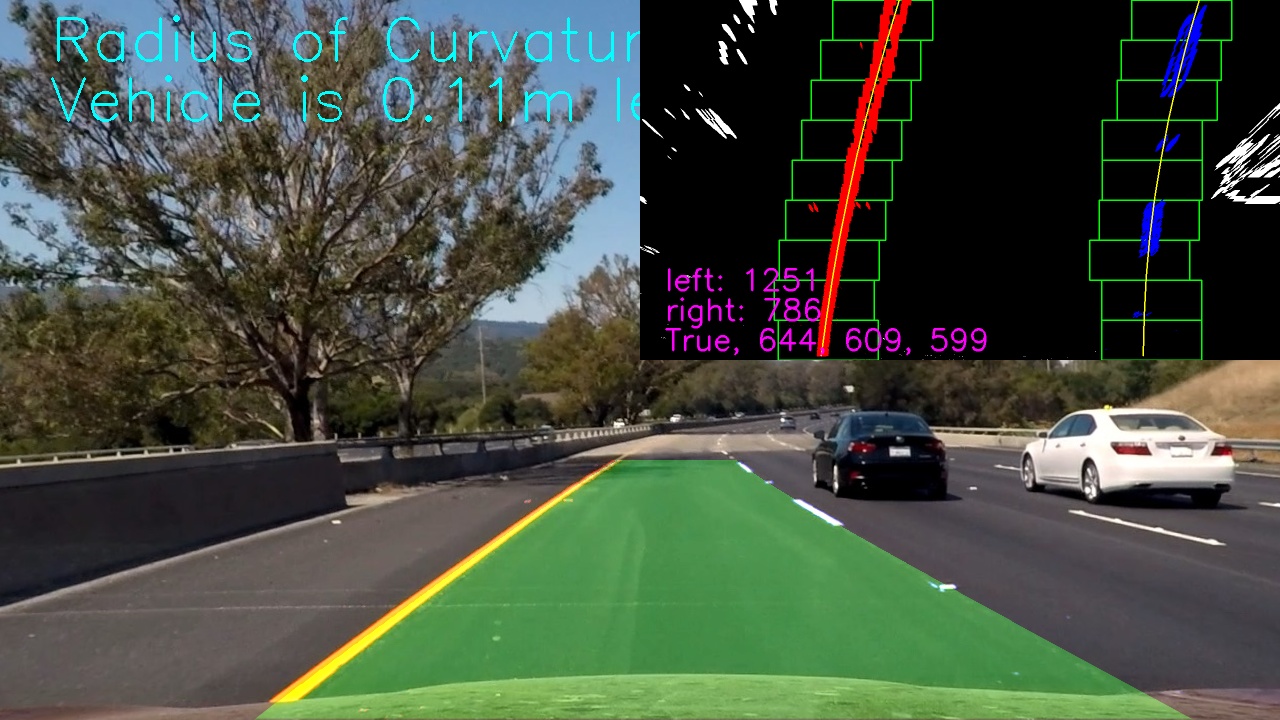 Radius of Curvatur
Vehicle is 0.11m le
left: 1251
right: 786
True, 644, 609, 599